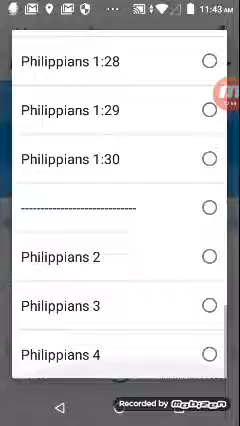 11:43 AM
Philippians 1:28
Philippians 1:29
Philippians 1:30
-----------------------------
Philippians 2
Philippians 3
Philippians 4
Recorded by Mobizen